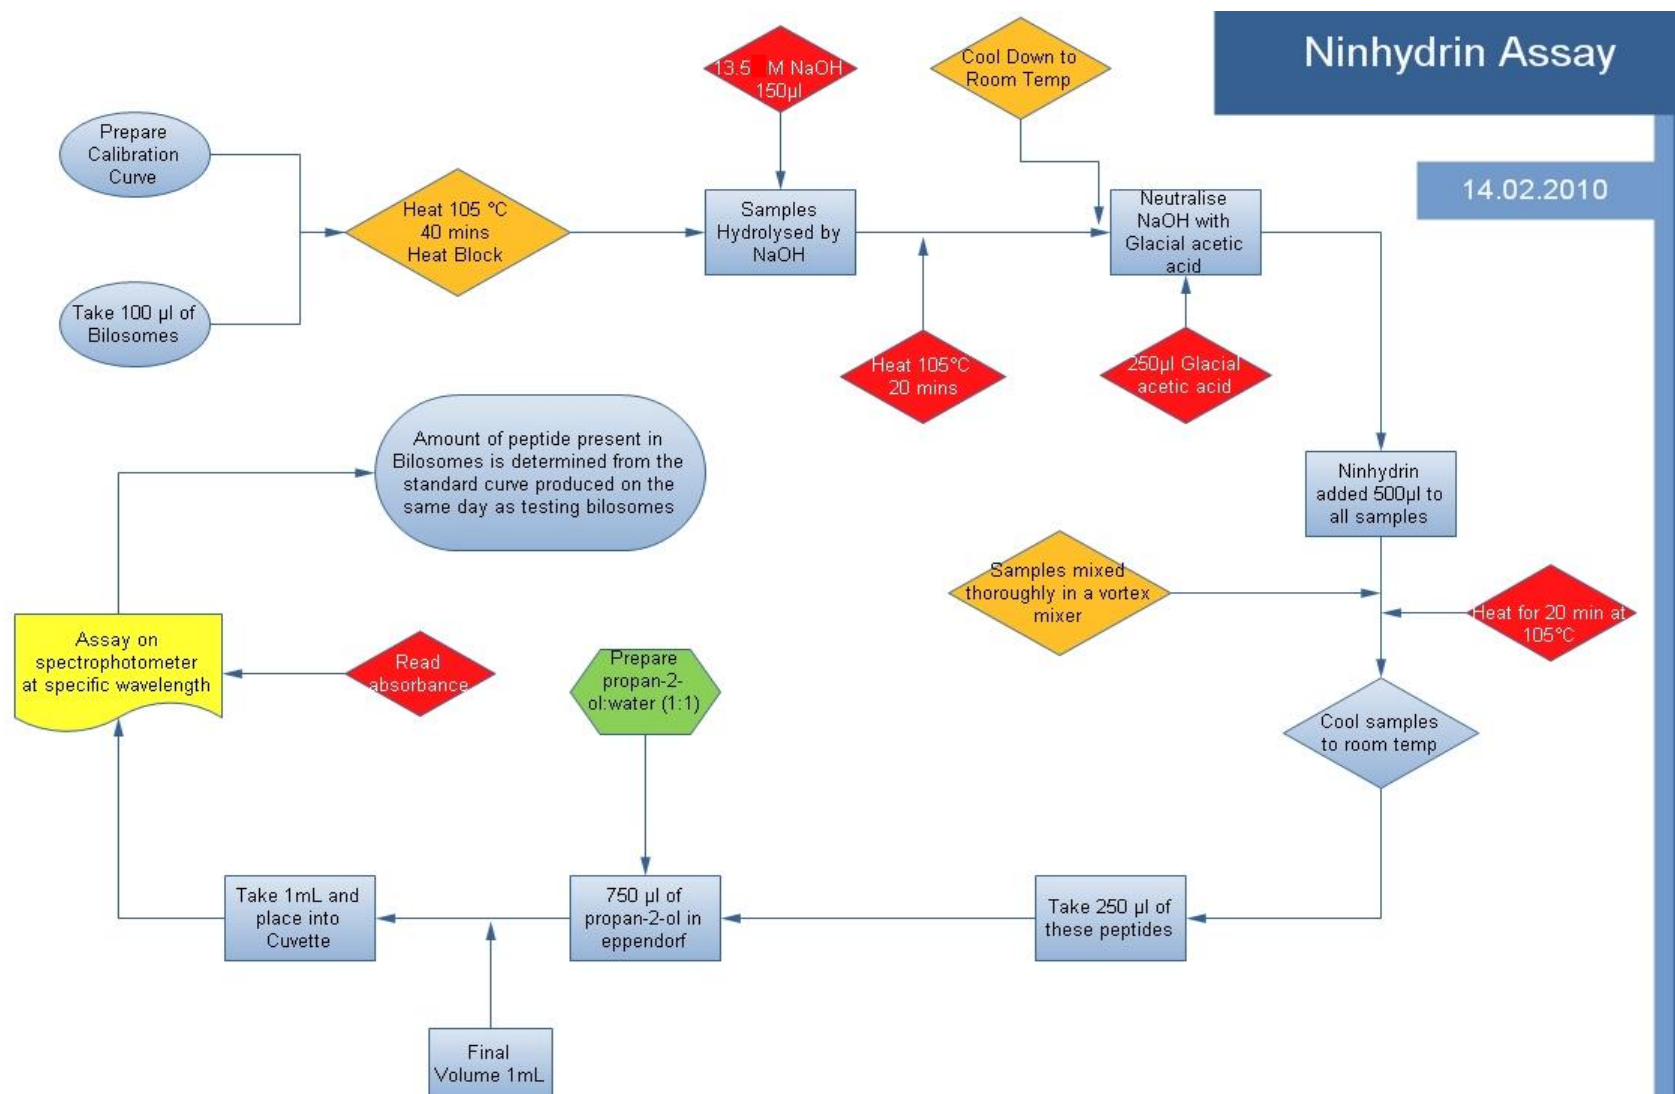 Ninhydrin Assay
14.02.2010
Prepare
Calibration
Curve
Take 100 µl of
Bilosomes
Heat 105 °C
40 mins
Heat Block
13.5 M NaOH
150µl
Samples
Hydrolysed by
NaOH
Heat 105°C
20 mins
Cool Down to
Room Temp
Neutralise
NaOH with
Glacial acetic
acid
250µl Glacial
acetic acid
Ninhydrin
added 500µl to
all samples
Samples mixed
thoroughly in a vortex
mixer
Heat for 20 min at
105°C
Cool samples
to room temp
Take 250 µl of
these peptides
Prepare
propan-2-
ol:water (1:1)
750 µl of
propan-2-ol in
eppendorf
Final
Volume 1mL
Take 1mL and
place into
Cuvette
Assay on
spectrophotometer
at specific wavelength
Read
absorbance
Amount of peptide present in
Bilosomes is determined from the
standard curve produced on the
same day as testing bilosomes